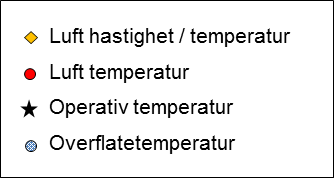 Luft hastighet / temperatur
Luft temperatur
Operativ temperatur
Overflatetemperatur